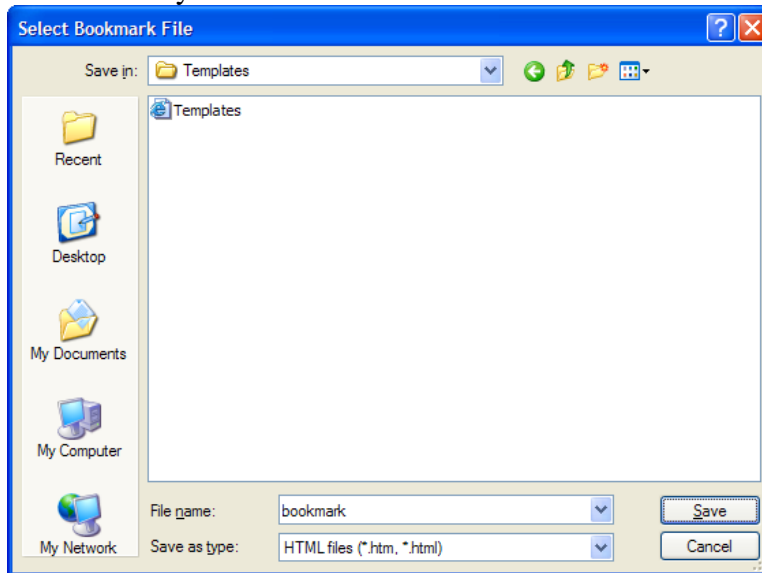 Select Bookmark File
Save in: Templates
Templates
Recent
Desktop
My Documents
My Computer
My Network
File name: bookmark Save
Save as type: HTML files (*.htm, *.html) Cancel